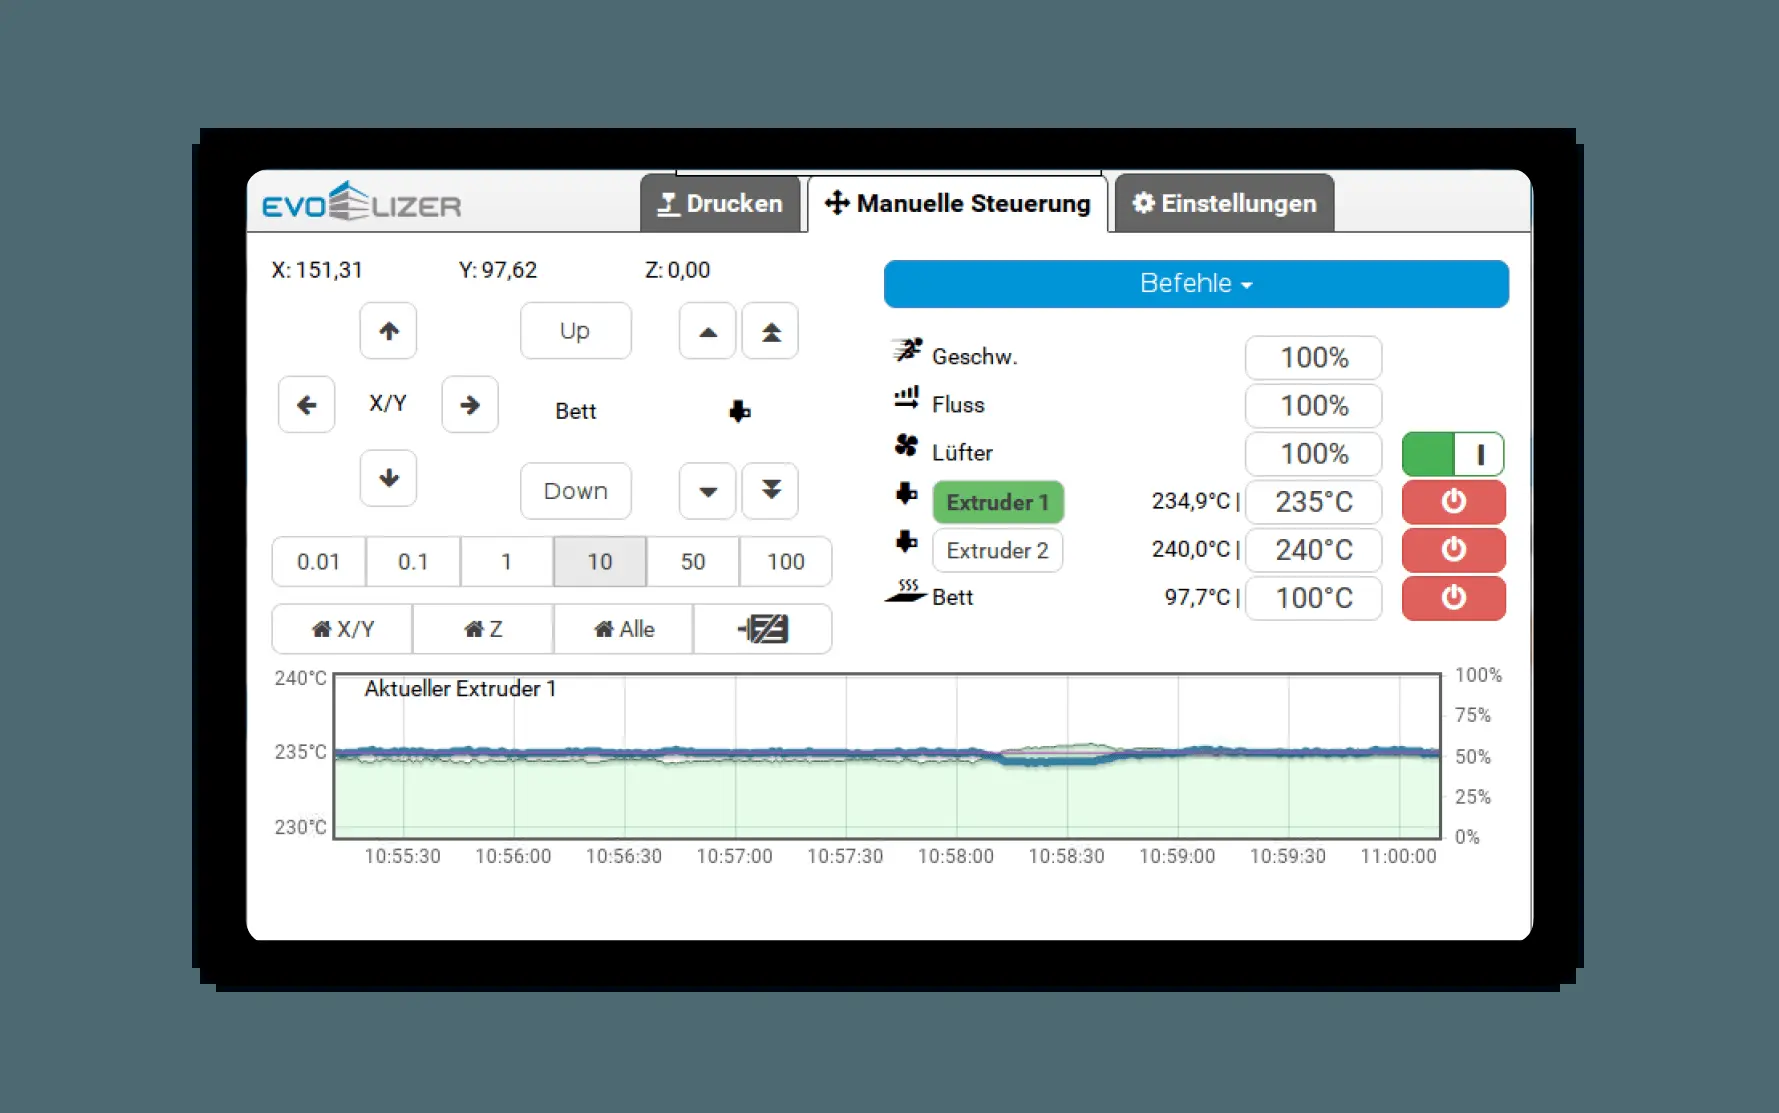 EVOLIZER
Drucken
Manuelle Steuerung
Einstellungen
X: 151,31
Y: 97,62
Z: 0,00
Befehle
Up
X/Y
Bett
Down
0.01
0.1
1
10
50
100
X/Y
Z
Alle
Geschw.
100%
Fluss
100%
Lüfter
100%
I
Extruder 1
234,9°C |
235°C
Extruder 2
240,0°C |
240°C
Bett
97,7°C |
100°C
Aktueller Extruder 1
240°C
235°C
230°C
100%
75%
50%
25%
0%
10:55:30
10:56:00
10:56:30
10:57:00
10:57:30
10:58:00
10:58:30
10:59:00
10:59:30
11:00:00